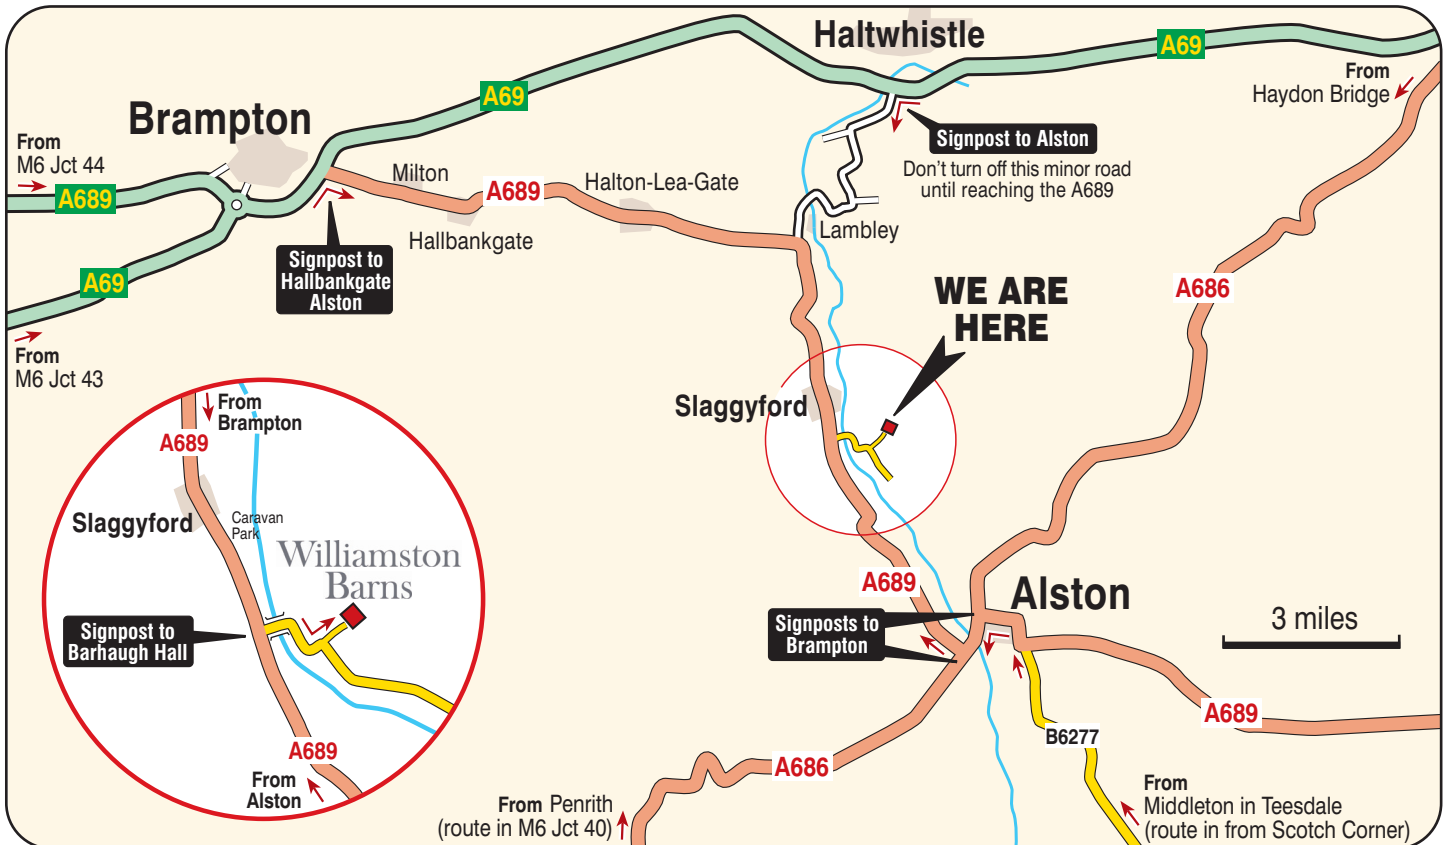 Haltwhistle
A69
From
Haydon Bridge
A69
Brampton
From
M6 Jct 44
A689
Signpost to Alston
Don't turn off this minor road
until reaching the A689
Milton
A689
Halton-Lea-Gate
Hallbankgate
Lambley
Signpost to
Hallbankgate
Alston
A69
From
M6 Jct 43
WE ARE
HERE
A686
Slaggyford
From
Brampton
A689
Slaggyford
Caravan
Park
Williamston
Barns
Signpost to
Barhaugh Hall
A689
From
Alston
A689
Alston
Signposts to
Brampton
3 miles
A689
B6277
A686
From Penrith
(route in M6 Jct 40)
From
Middleton in Teesdale
(route in from Scotch Corner)